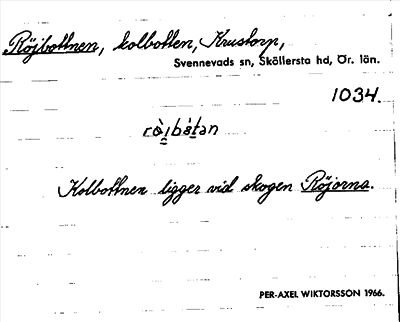 Röjbottnen, kolbotten, Krustorp,
Svennevads sn, Sköllersta hd, Ör. län.
1034.
Kolbottnen ligger vid skogen Röjorna.
PER-AXEL WIKTORSSON 1966.